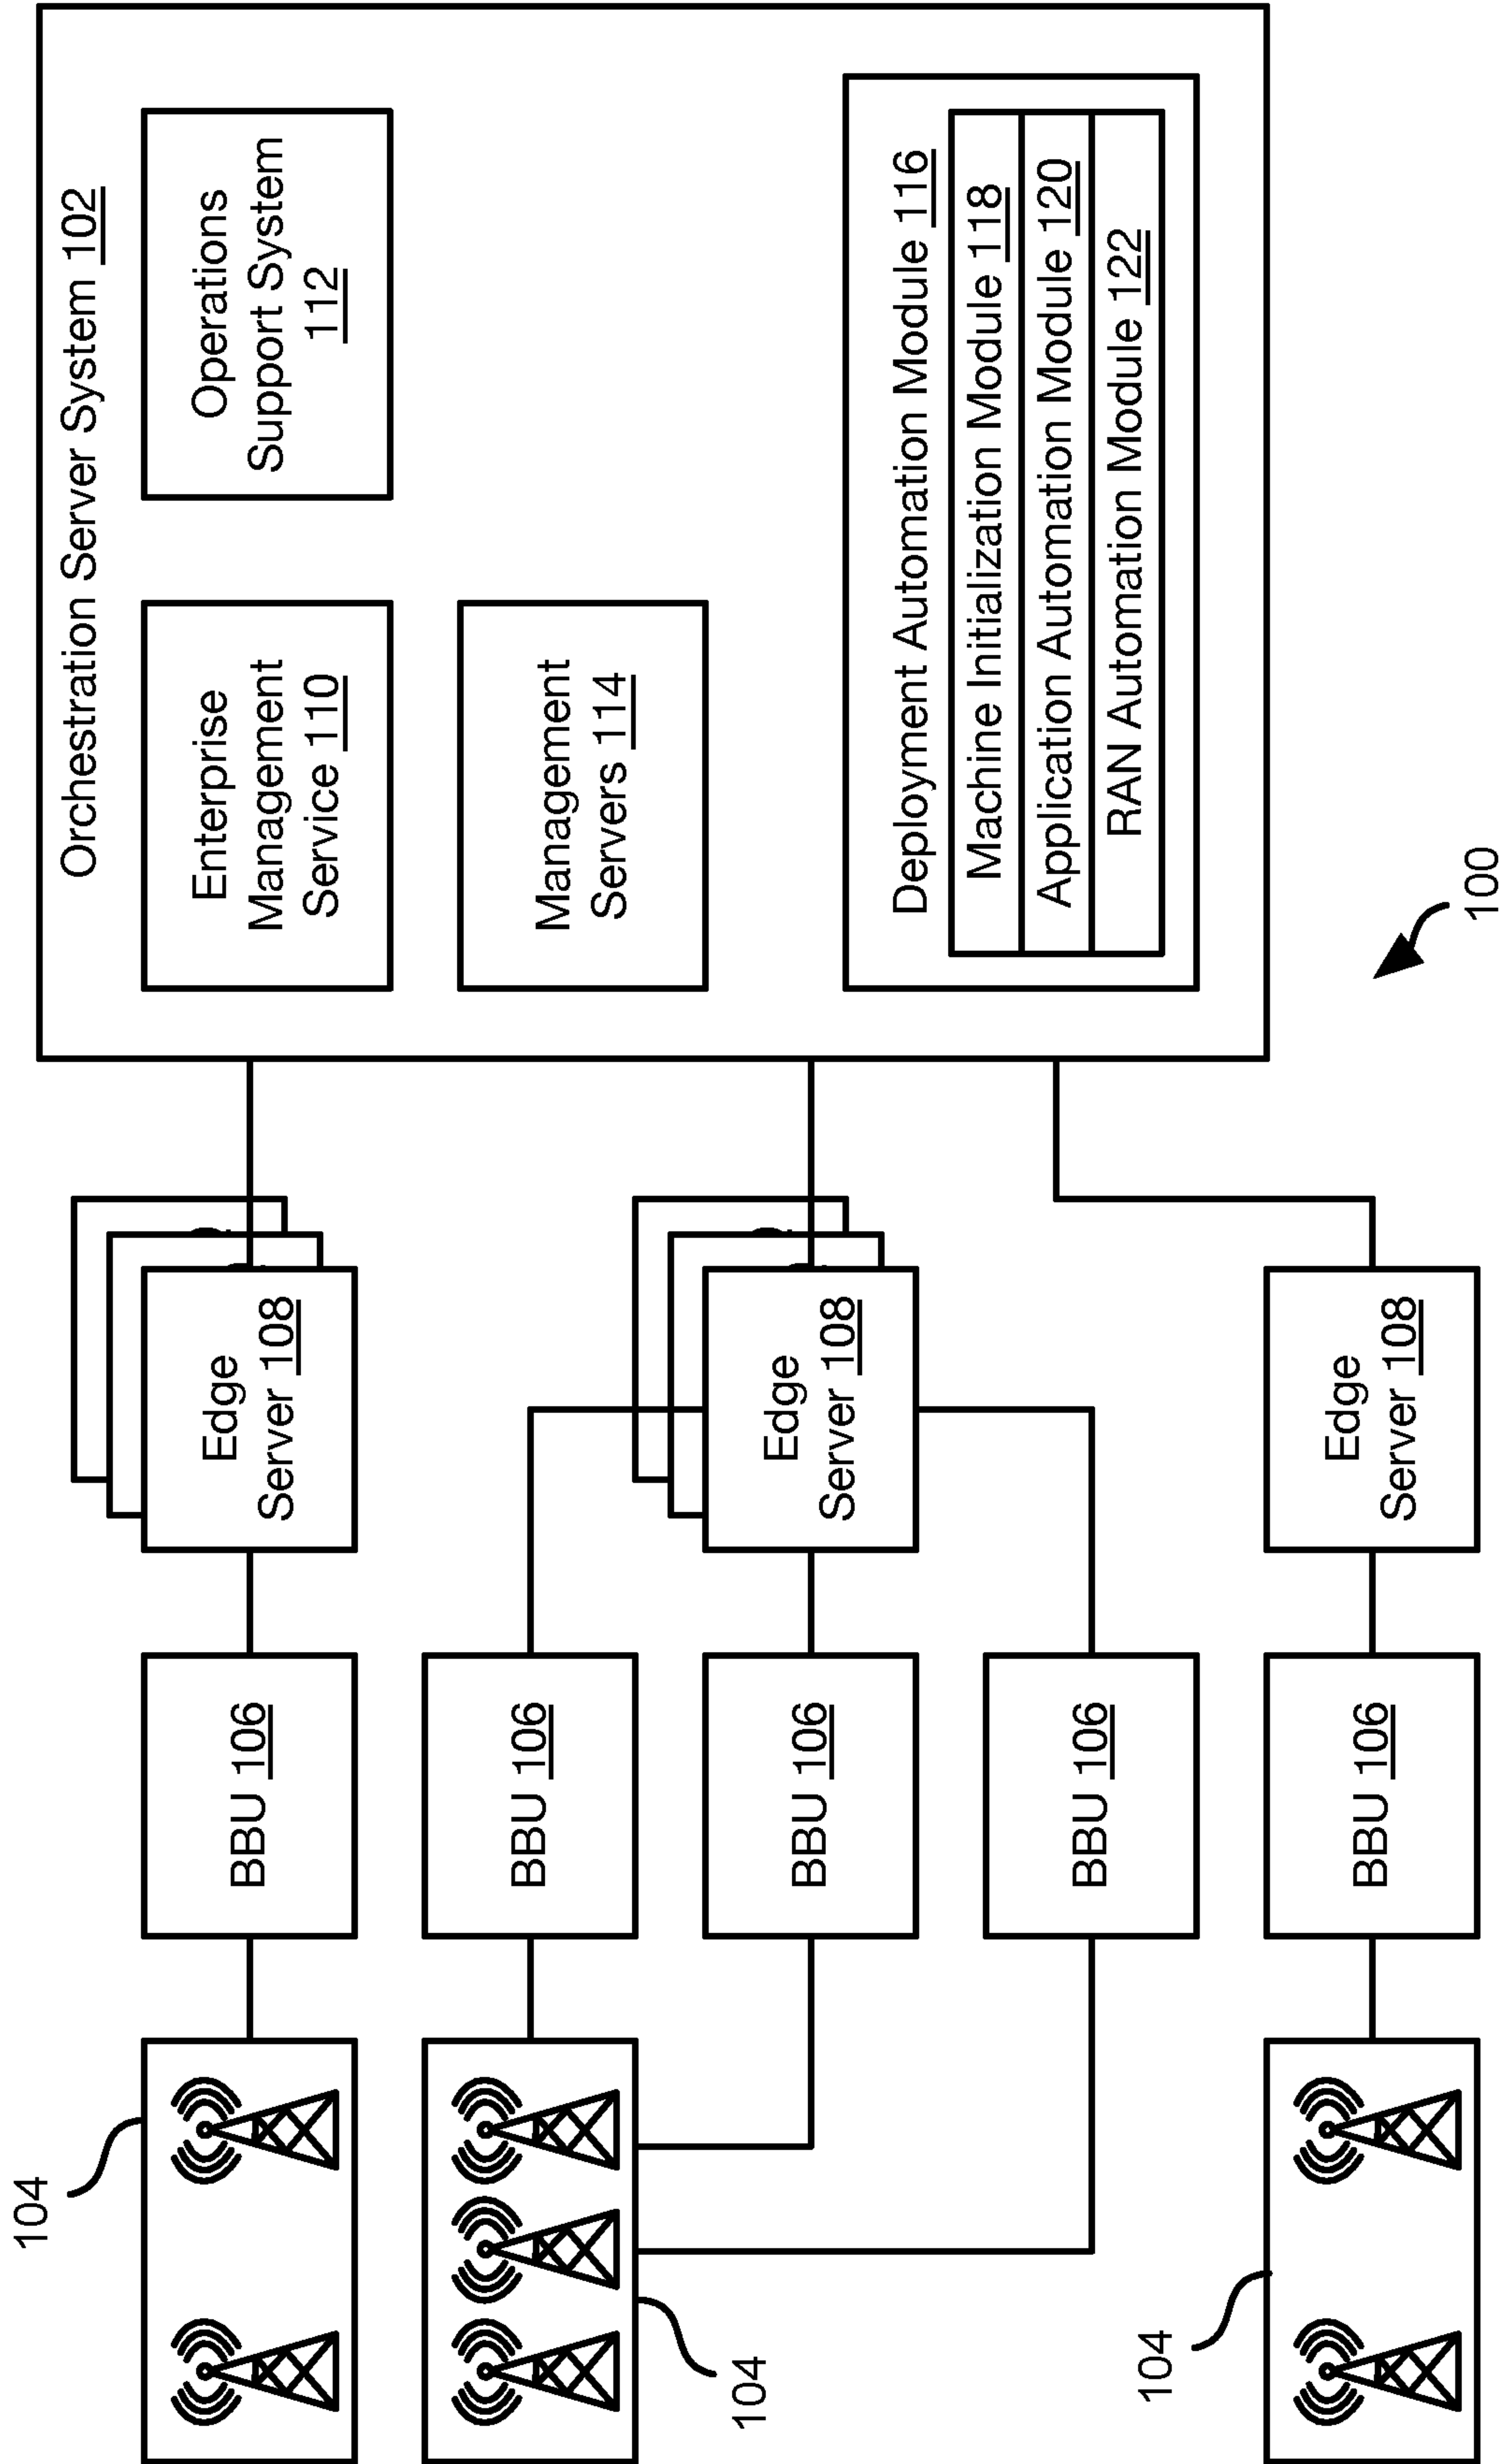 Orchestration Server System 102
Enterprise
Management
Service 110
Operations
Support System
112
Management
Servers 114
Deployment Automation Module 116
Machine Initialization Module 118
Application Automation Module 120
RAN Automation Module 122
104
BBU 106
Edge
Server 108
104
BBU 106
BBU 106
Edge
Server 108
BBU 106
104
BBU 106
Edge
Server 108
100